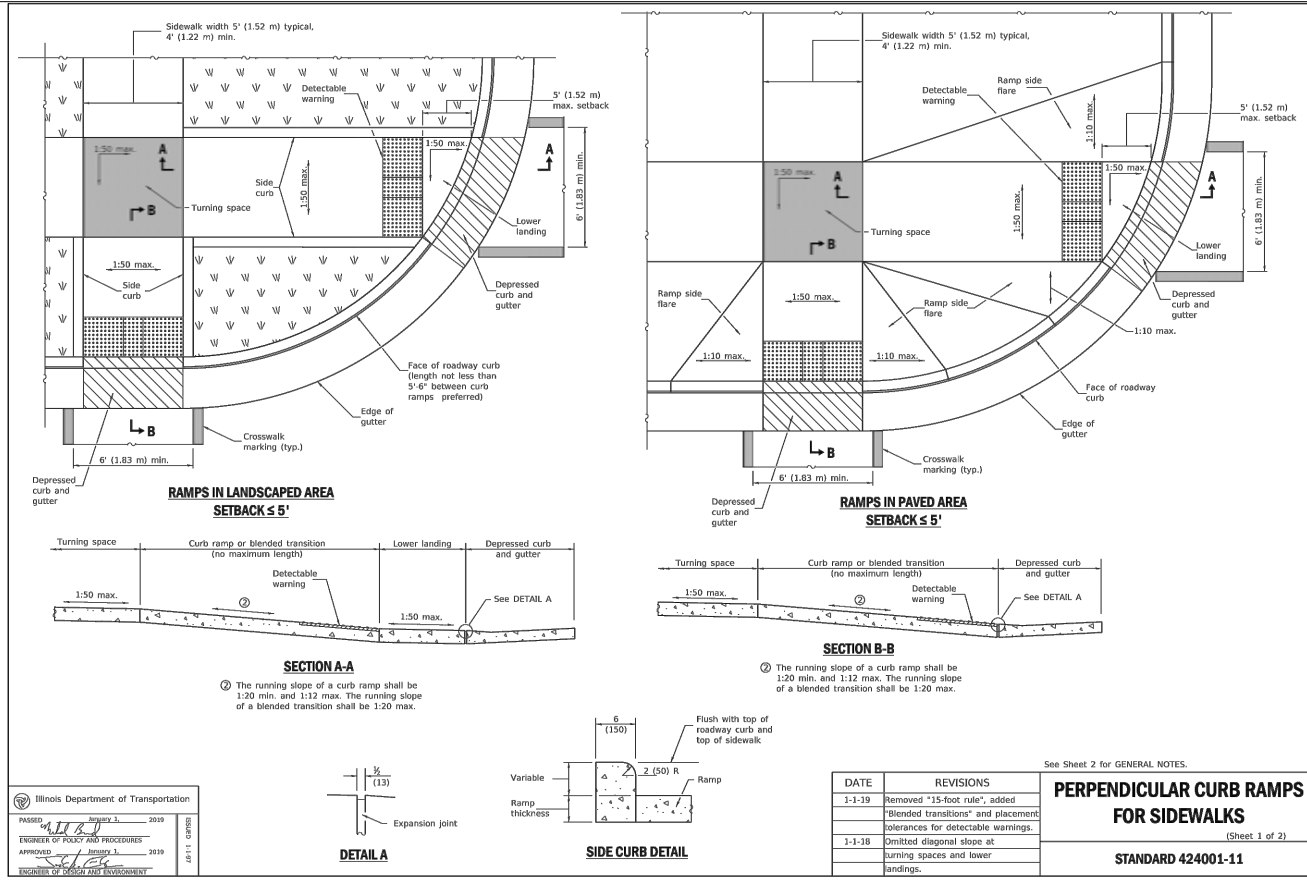 Sidewalk width 5' (1.52 m) typical,
4' (1.22 m) min.
Detectable
warning
5' (1.52 m)
max. setback
1:50 max.
A
1:50 max.
A
6' (1.83 m) min.
Side
curb
1:50 max.
B
Turning space
Lower
landing
1:50 max.
Side
curb
Depressed
curb and
gutter
Face of roadway curb
(length not less than
5'-6" between curb
ramps preferred)
Edge of
gutter
B
Crosswalk
marking (typ.)
6' (1.83 m) min.
Depressed
curb and
gutter
RAMPS IN LANDSCAPED AREA
SETBACK ≤ 5'
Sidewalk width 5' (1.52 m) typical,
4' (1.22 m) min.
Ramp side
flare
Detectable
warning
1:10 max.
5' (1.52 m)
max. setback
1:50 max.
A
1:50 max.
A
6' (1.83 m) min.
1:50 max.
Turning space
B
Lower
landing
Ramp side
flare
1:50 max.
Ramp side
flare
Depressed
curb and
gutter
1:10 max.
1:10 max.
1:10 max.
Face of roadway
curb
Edge of
gutter
B
Crosswalk
marking (typ.)
6' (1.83 m) min.
Depressed
curb and
gutter
RAMPS IN PAVED AREA
SETBACK ≤ 5'
Turning space
Curb ramp or blended transition
(no maximum length)
Lower landing
Depressed curb
and gutter
Detectable
warning
1:50 max.
2
1:50 max.
See DETAIL A
SECTION A-A
② The running slope of a curb ramp shall be
1:20 min. and 1:12 max. The running slope
of a blended transition shall be 1:20 max.
Turning space
Curb ramp or blended transition
(no maximum length)
Depressed curb
and gutter
1:50 max.
2
Detectable
warning
See DETAIL A
SECTION B-B
② The running slope of a curb ramp shall be
1:20 min. and 1:12 max. The running slope
of a blended transition shall be 1:20 max.
½
(13)
Expansion joint
DETAIL A
6
(150)
Flush with top of
roadway curb and
top of sidewalk
Variable
2 (50) R
Ramp
Ramp
thickness
SIDE CURB DETAIL
See Sheet 2 for GENERAL NOTES.
Illinois Department of Transportation
PASSED January 1, 2019
ENGINEER OF POLICY AND PROCEDURES
APPROVED January 1, 2019
ENGINEER OF DESIGN AND ENVIRONMENT
ISSUED 1-1-97
DATE REVISIONS
1-1-19 Removed "15-foot rule", added
"Blended transitions" and placement
tolerances for detectable warnings.
1-1-18 Omitted diagonal slope at
turning spaces and lower
landings.
PERPENDICULAR CURB RAMPS
FOR SIDEWALKS
(Sheet 1 of 2)
STANDARD 424001-11